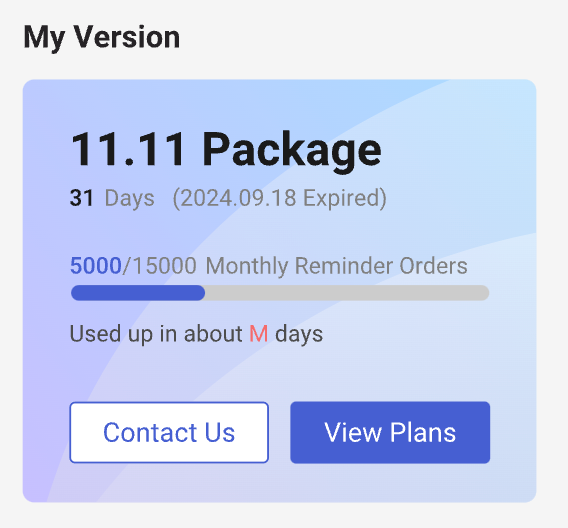 My Version
11.11 Package
31 Days (2024.09.18 Expired)
5000/15000 Monthly Reminder Orders
Used up in about M days
Contact Us View Plans